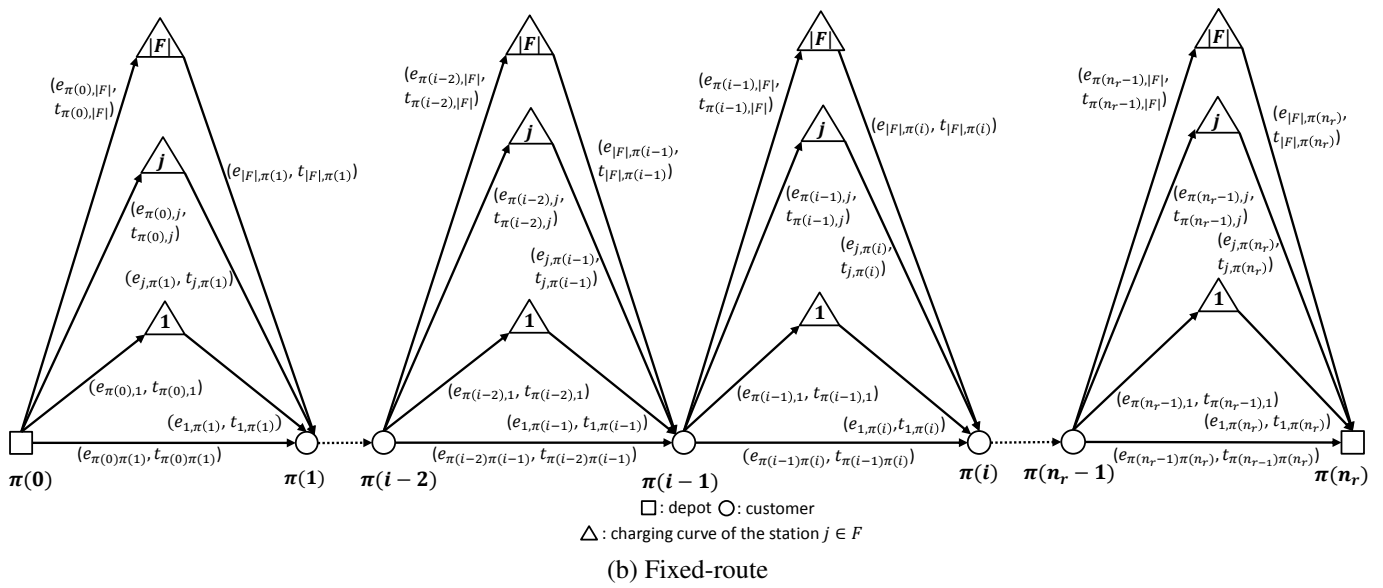 |F| |F| |F| |F|
(e_{π(0),|F|},
t_{π(0),|F|})
(e_{π(i−2),|F|},
t_{π(i−2),|F|})
(e_{π(i−1),|F|},
t_{π(i−1),|F|})
(e_{π(n_r−1),|F|},
t_{π(n_r−1),|F|})
j j j j
(e_{|F|,π(1)}, t_{|F|,π(1)})
(e_{|F|,π(i−1)},
t_{|F|,π(i−1)})
(e_{|F|,π(i)}, t_{|F|,π(i)})
(e_{|F|,π(n_r)},
t_{|F|,π(n_r)})
(e_{π(0),j},
t_{π(0),j})
(e_{π(i−2),j},
t_{π(i−2),j})
(e_{π(i−1),j},
t_{π(i−1),j})
(e_{π(n_r−1),j},
t_{π(n_r−1),j})
(e_{j,π(1)}, t_{j,π(1)})
(e_{j,π(i−1)},
t_{j,π(i−1)})
(e_{j,π(i)},
t_{j,π(i)})
(e_{j,π(n_r)},
t_{j,π(n_r)})
1 1 1 1
(e_{π(0),1}, t_{π(0),1})
(e_{π(i−2),1}, t_{π(i−2),1})
(e_{π(i−1),1}, t_{π(i−1),1})
(e_{π(n_r−1),1}, t_{π(n_r−1),1})
(e_{1,π(1)}, t_{1,π(1)})
(e_{1,π(i−1)}, t_{1,π(i−1)})
(e_{1,π(i)}, t_{1,π(i)})
(e_{1,π(n_r)}, t_{1,π(n_r)})
(e_{π(0)π(1)}, t_{π(0)π(1)})
(e_{π(i−2)π(i−1)}, t_{π(i−2)π(i−1)})
(e_{π(i−1)π(i)}, t_{π(i−1)π(i)})
(e_{π(n_r−1)π(n_r)}, t_{π(n_{r−1})π(n_r)})
π(0) π(1) π(i − 2) π(i − 1) π(i) π(n_r − 1) π(n_r)
□: depot ○: customer
△ : charging curve of the station j ∈ F
(b) Fixed-route